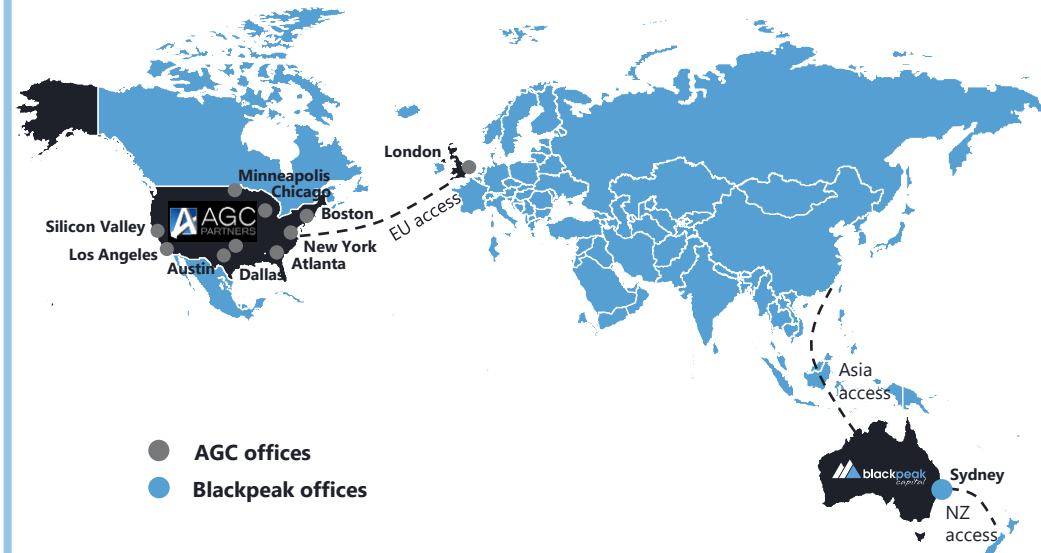 London
Minneapolis
Chicago
AGC
PARTNERS
Boston
Silicon Valley
New York
EU access
Los Angeles
Atlanta
Austin
Dallas
Asia
access
AGC offices
Blackpeak offices
blackpeak
capital
Sydney
NZ
access